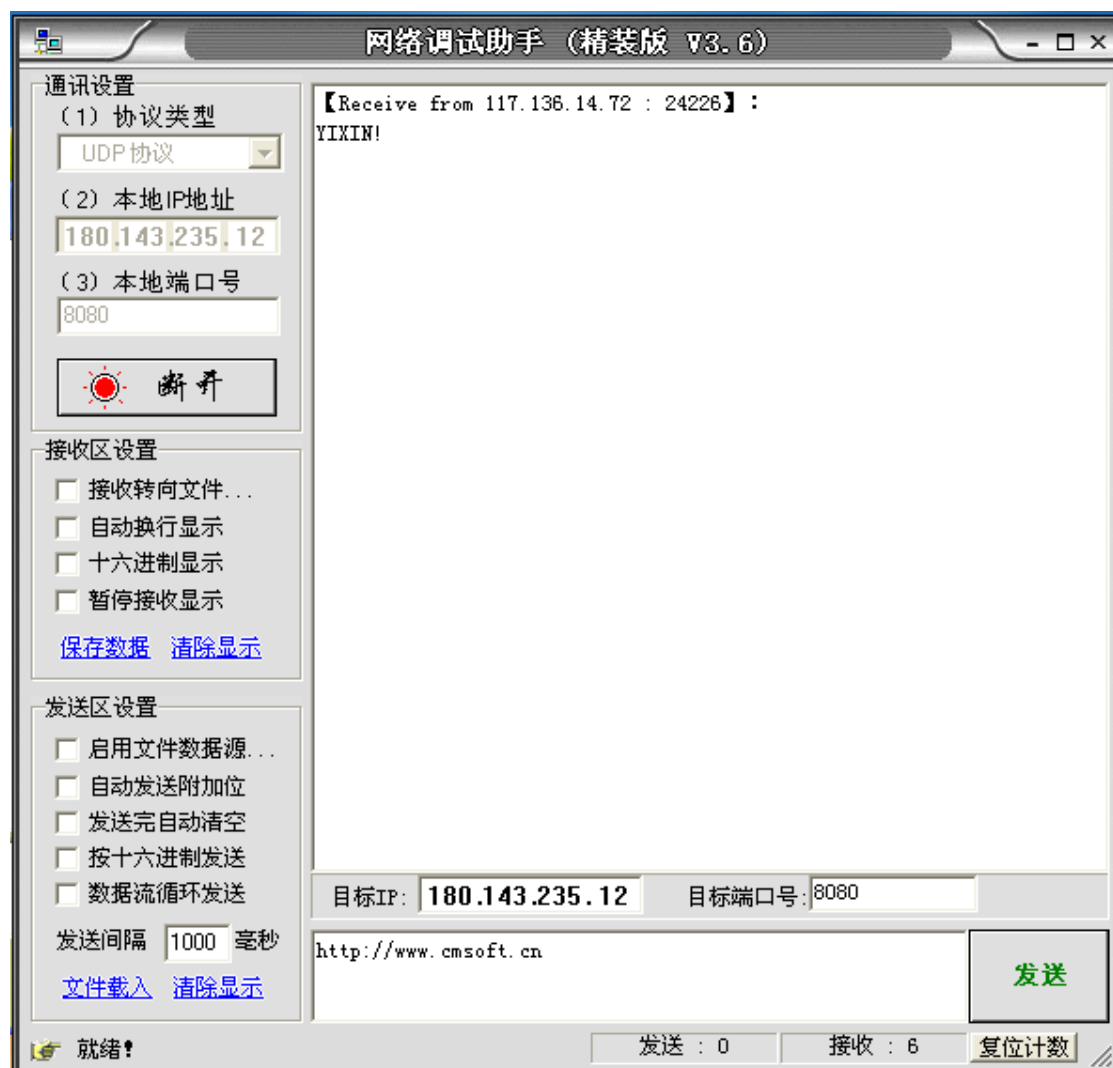 网络调试助手 (精装版 V3.6)
通讯设置
(1) 协议类型
UDP协议
(2) 本地IP地址
180.143.235.12
(3) 本地端口号
8080
断开
接收区设置
接收转向文件...
自动换行显示
十六进制显示
暂停接收显示
保存数据 清除显示
发送区设置
启用文件数据源...
自动发送附加位
发送完自动清空
按十六进制发送
数据流循环发送
发送间隔 1000 毫秒
文件载入 清除显示
【Receive from 117.136.14.72 : 24226】:
YIXIN!
目标IP: 180.143.235.12 目标端口号: 8080
http://www.cmsoft.cn
发送
就绪! 发送 : 0 接收 : 6 复位计数